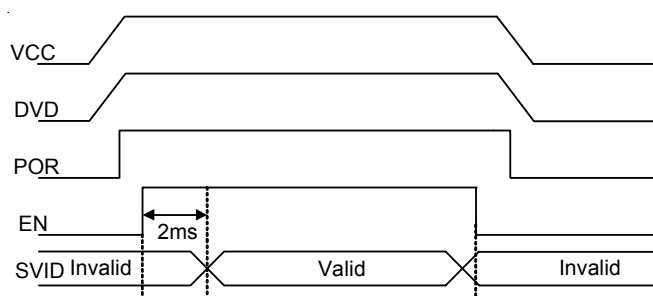 VCC
DVD
POR
EN
2ms
SVID Invalid Valid Invalid